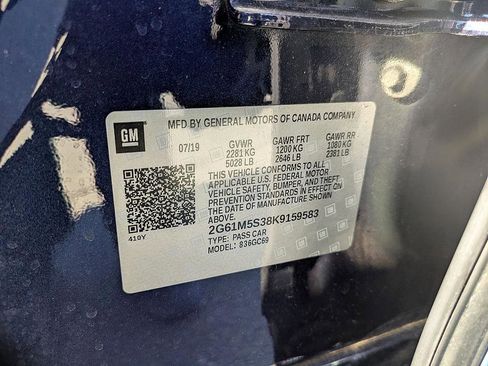 MFD BY GENERAL MOTORS OF CANADA COMPANY
GM
07/19 GVWR GAWR FRT GAWR RR
2281 KG 1200 KG 1080 KG
5028 LB 2646 LB 2381 LB
THIS VEHICLE CONFORMS TO ALL
APPLICABLE U.S. FEDERAL MOTOR
VEHICLE SAFETY, BUMPER, AND THEFT
PREVENTION STANDARDS IN EFFECT
ON THE DATE OF MANUFACTURE
SHOWN ABOVE.
2G61M5S38K9159583
TYPE: PASS CAR
MODEL: 836GC69
419Y